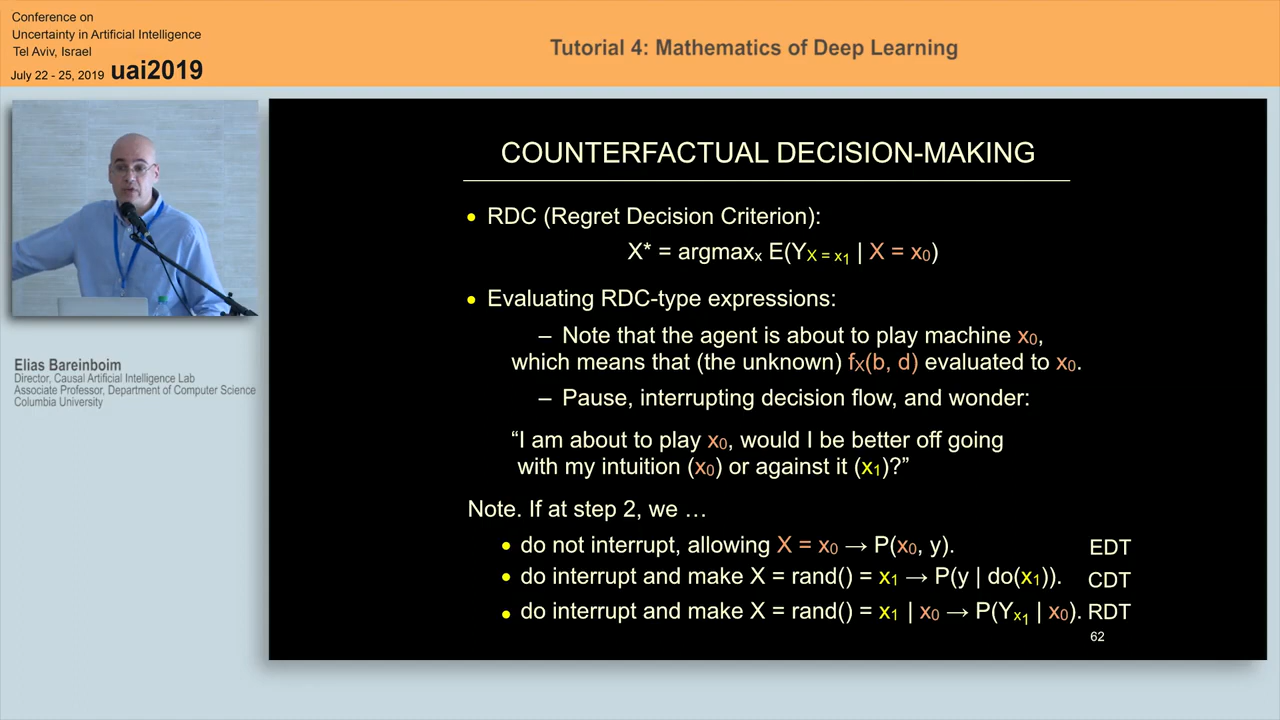 Conference on
Uncertainty in Artificial Intelligence
Tel Aviv, Israel
July 22 - 25, 2019 uai2019
Tutorial 4: Mathematics of Deep Learning
Elias Bareinboim
Director, Causal Artificial Intelligence Lab
Associate Professor, Department of Computer Science
Columbia University
COUNTERFACTUAL DECISION-MAKING
• RDC (Regret Decision Criterion):
X* = argmaxₓ E(Y_X = x₁ | X = x₀)
• Evaluating RDC-type expressions:
– Note that the agent is about to play machine x₀,
which means that (the unknown) fₓ(b, d) evaluated to x₀.
– Pause, interrupting decision flow, and wonder:
“I am about to play x₀, would I be better off going
with my intuition (x₀) or against it (x₁)?”
Note. If at step 2, we …
• do not interrupt, allowing X = x₀ → P(x₀, y). EDT
• do interrupt and make X = rand() = x₁ → P(y | do(x₁)). CDT
• do interrupt and make X = rand() = x₁ | x₀ → P(Y_x₁ | x₀). RDT
62